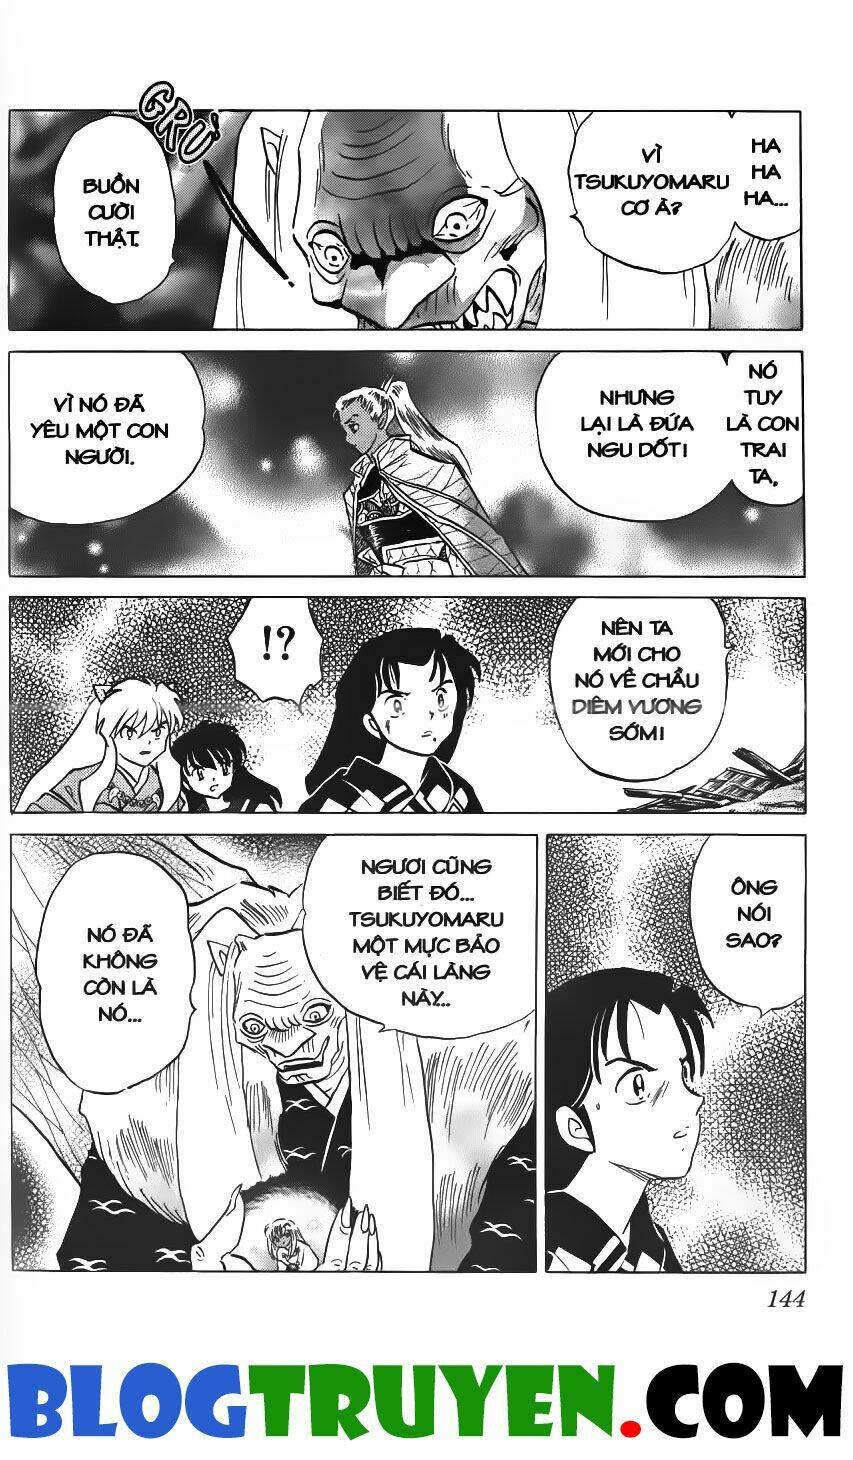 HA
HA
HA...
VÌ
TSUKUYOMARU
CƠ À?
GRỪ
BUỒN
CƯỜI
THẬT.
NÓ
TUY
LÀ CON
TRAI
TA,
NHƯNG
LẠI LÀ ĐỨA
NGU DỐT!
VÌ NÓ ĐÃ
YÊU MỘT CON
NGƯỜI.
NÊN TA
MỚI CHO
NÓ VỀ CHẦU
DIÊM VƯƠNG
SỚM!
!?
ÔNG
NÓI
SAO?
NGƯƠI CŨNG
BIẾT ĐÓ...
TSUKUYOMARU
MỘT MỰC BẢO
VỆ CÁI LÀNG
NÀY...
NÓ ĐÃ
KHÔNG
CÒN LÀ
NÓ...
144
BLOGTRUYEN.COM